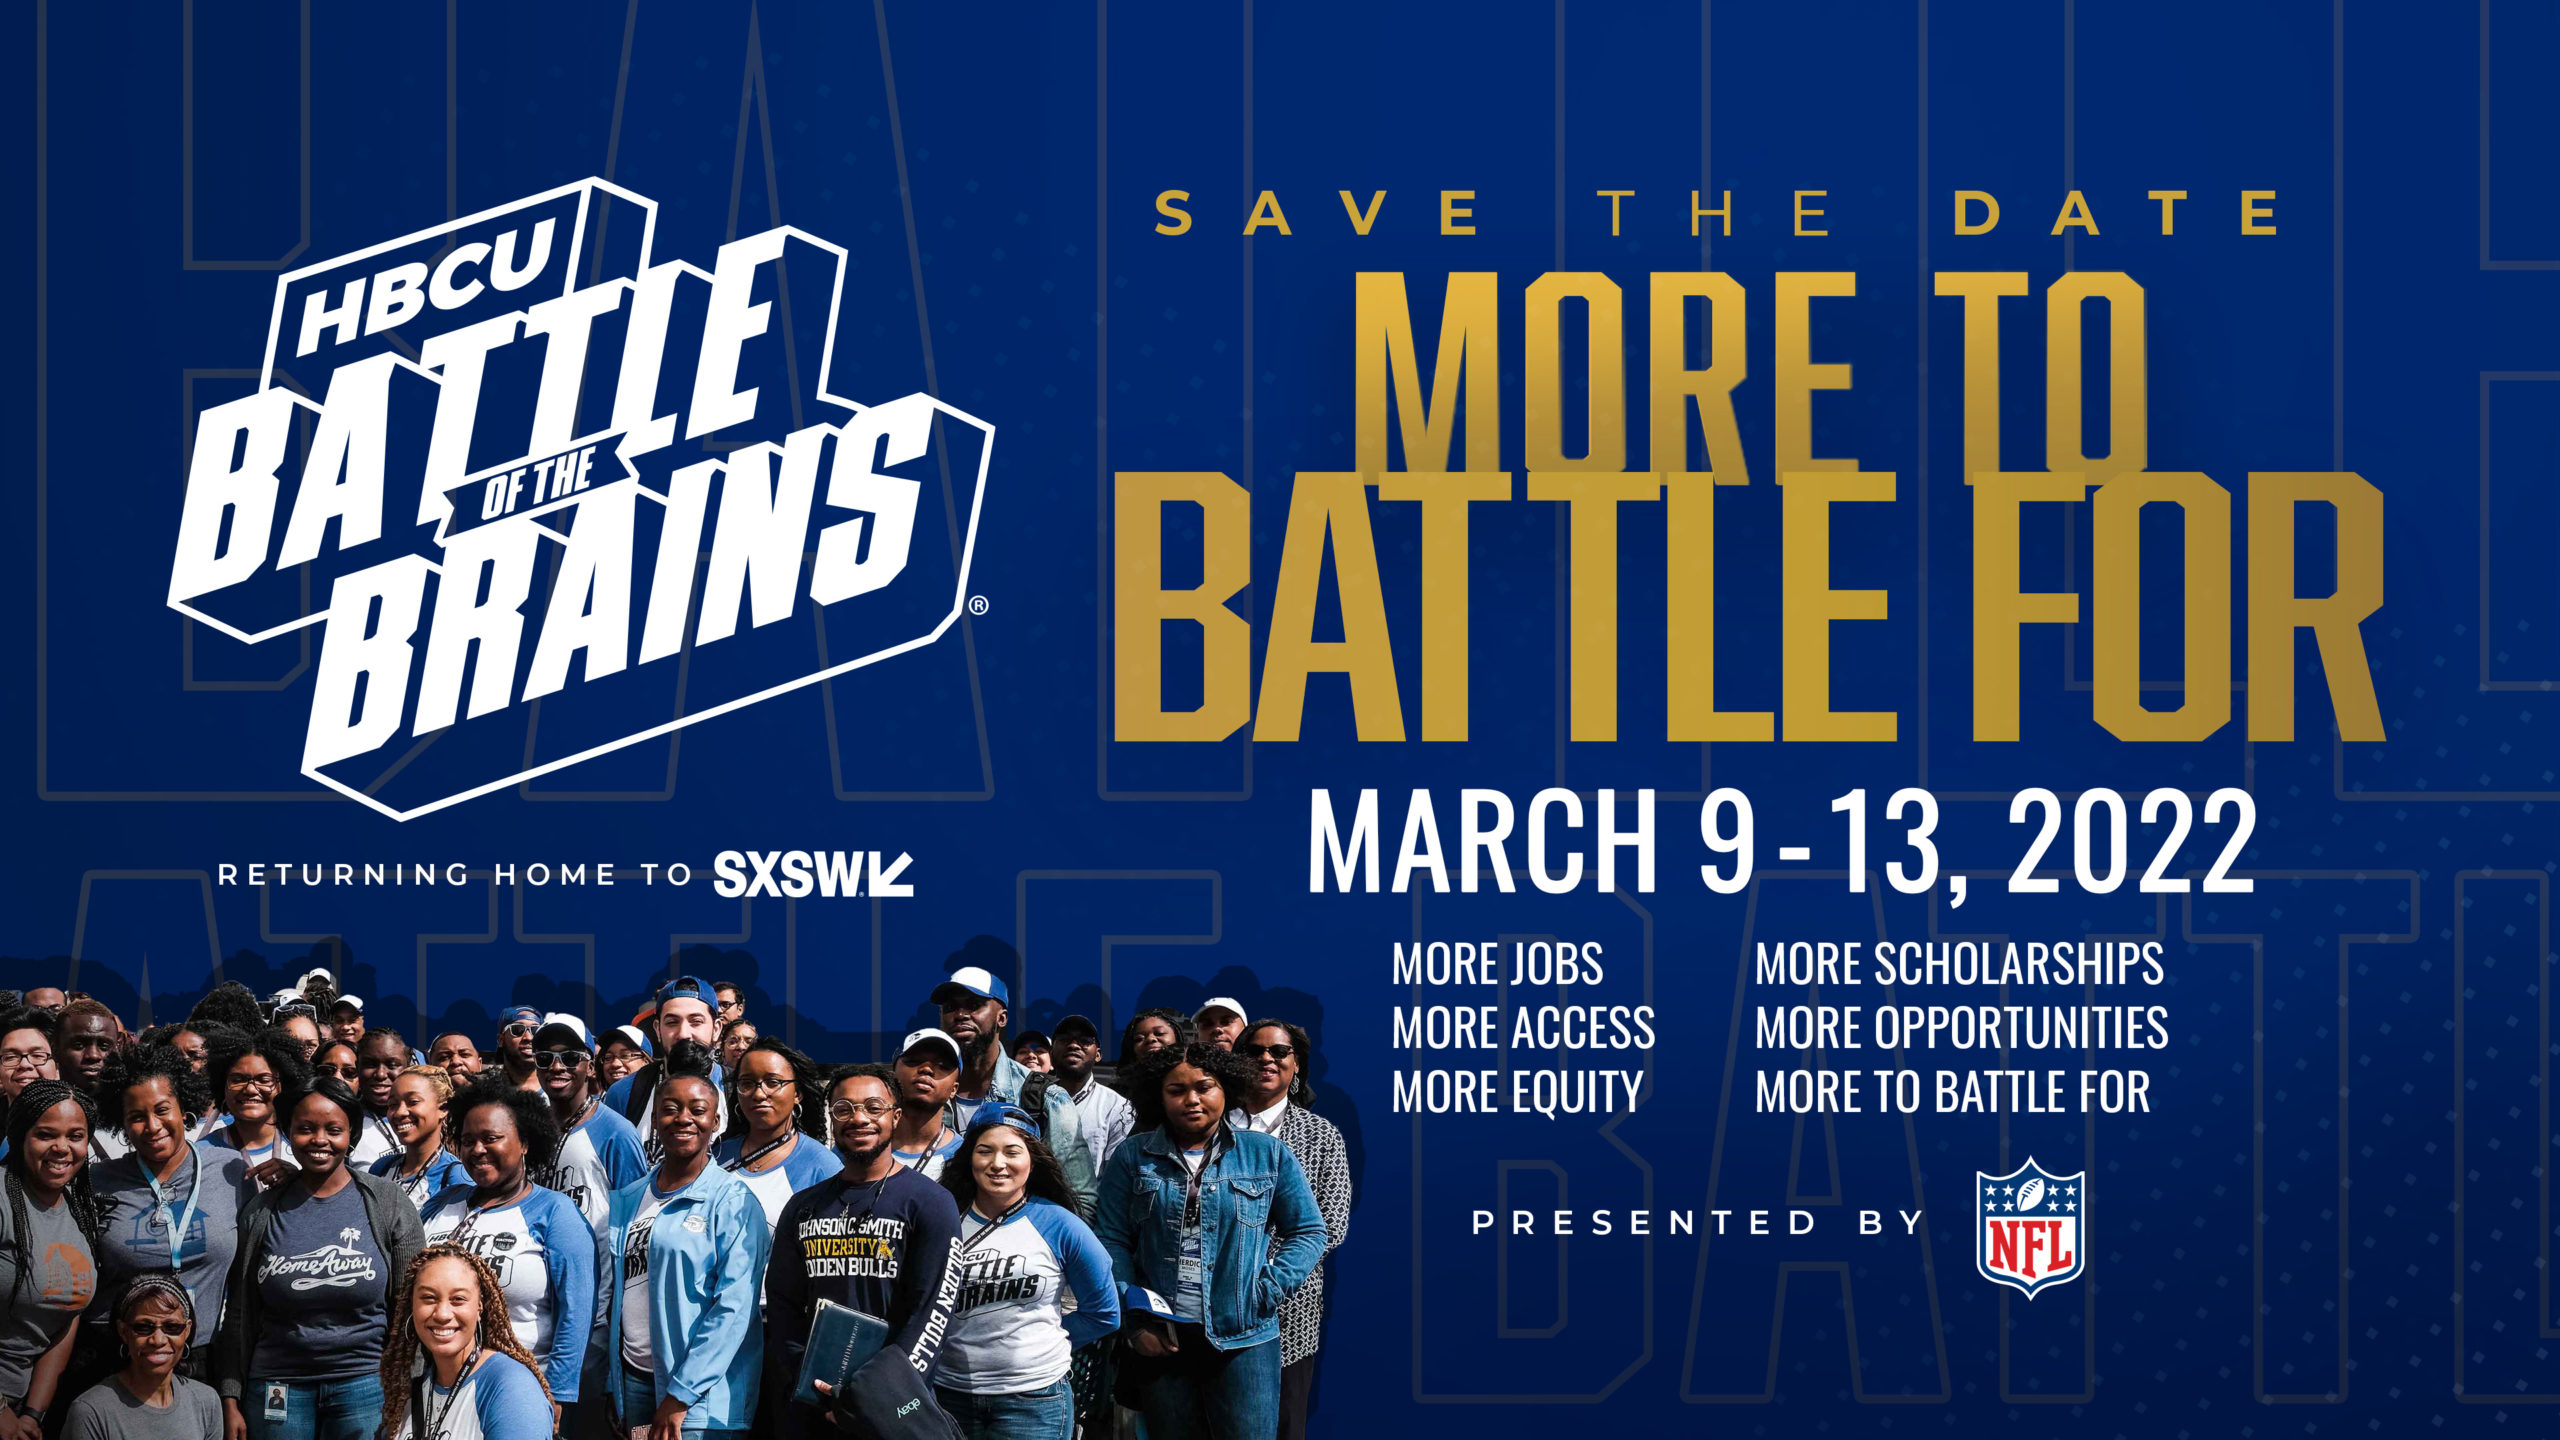 HBCU
BATTLE
OF THE
BRAINS®
RETURNING HOME TO SXSW
SAVE THE DATE
MORE TO
BATTLE FOR
MARCH 9 - 13, 2022
MORE JOBS
MORE ACCESS
MORE EQUITY
MORE SCHOLARSHIPS
MORE OPPORTUNITIES
MORE TO BATTLE FOR
PRESENTED BY
NFL
HomeAway
SMITH
UNIVERSITY
BULLS
GOLDEN BULLS
ebay
BRAINS